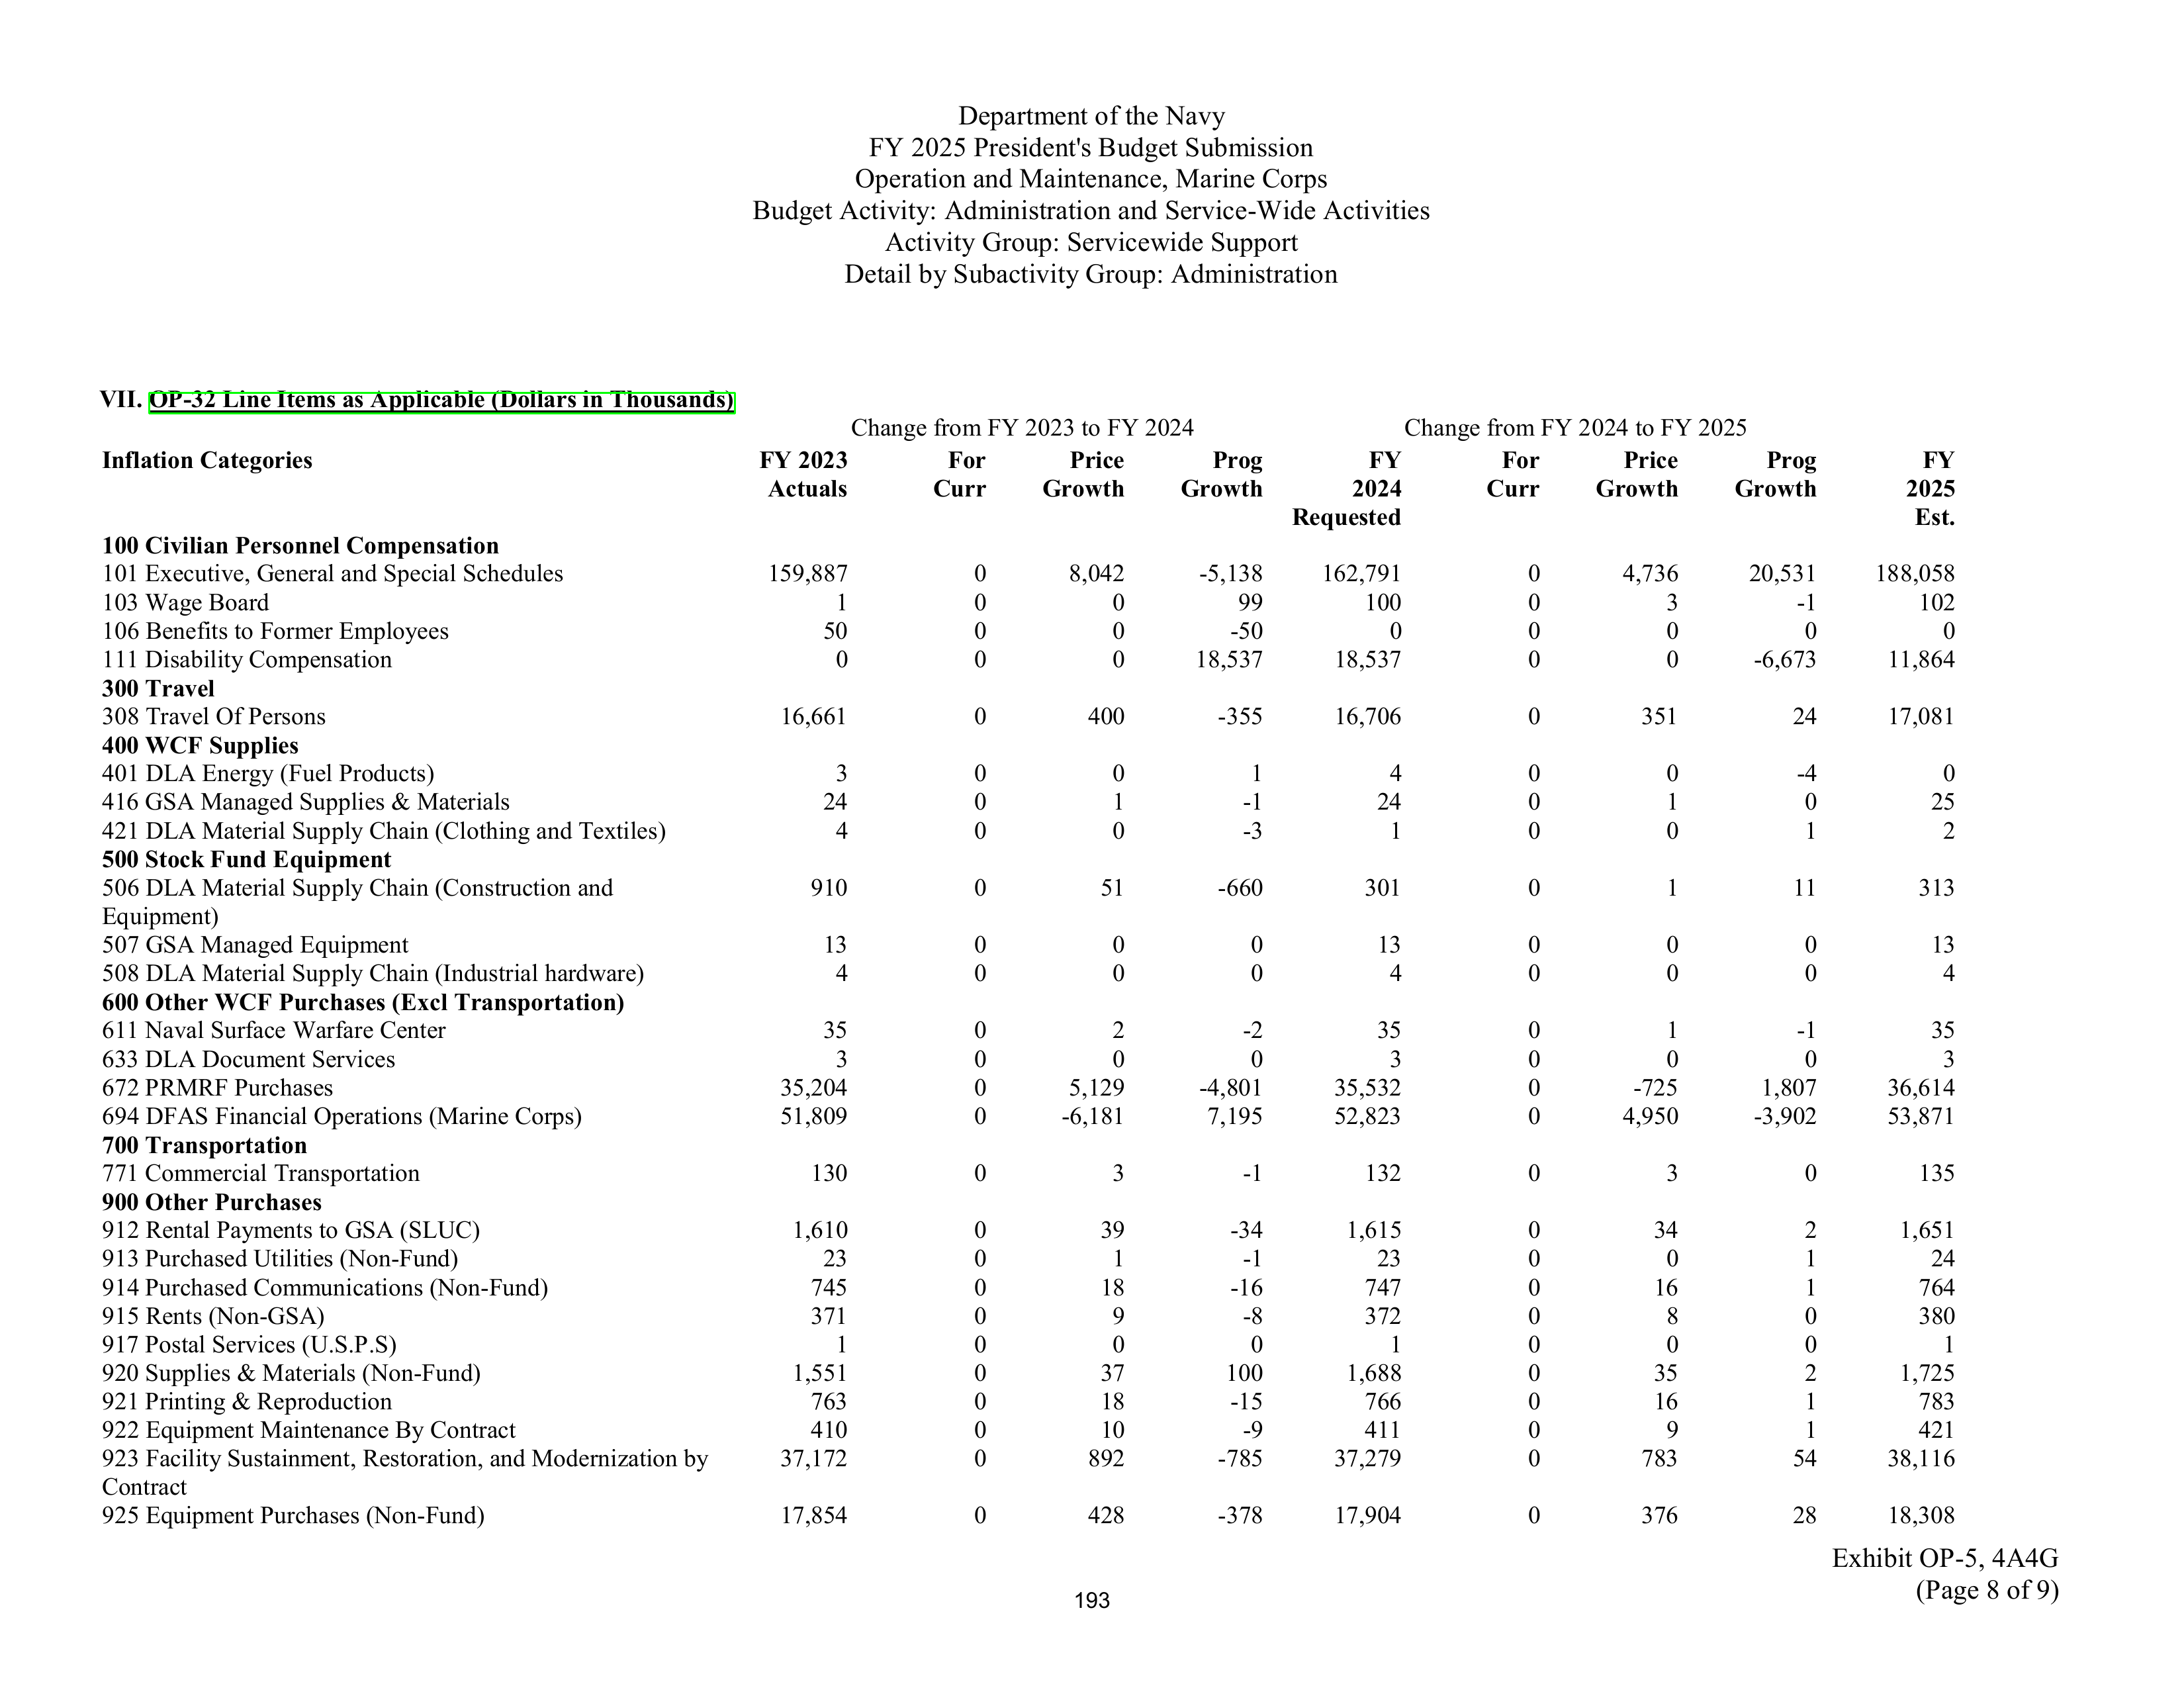 Department of the Navy
FY 2025 President's Budget Submission
Operation and Maintenance, Marine Corps
Budget Activity: Administration and Service-Wide Activities
Activity Group: Servicewide Support
Detail by Subactivity Group: Administration
VII. OP-32 Line Items as Applicable (Dollars in Thousands)
Change from FY 2023 to FY 2024 Change from FY 2024 to FY 2025
Inflation Categories FY 2023 For Price Prog FY For Price Prog FY
Actuals Curr Growth Growth 2024 Curr Growth Growth 2025
Requested Est.
100 Civilian Personnel Compensation
101 Executive, General and Special Schedules 159,887 0 8,042 -5,138 162,791 0 4,736 20,531 188,058
103 Wage Board 1 0 0 99 100 0 3 -1 102
106 Benefits to Former Employees 50 0 0 -50 0 0 0 0 0
111 Disability Compensation 0 0 0 18,537 18,537 0 0 -6,673 11,864
300 Travel
308 Travel Of Persons 16,661 0 400 -355 16,706 0 351 24 17,081
400 WCF Supplies
401 DLA Energy (Fuel Products) 3 0 0 1 4 0 0 -4 0
416 GSA Managed Supplies & Materials 24 0 1 -1 24 0 1 0 25
421 DLA Material Supply Chain (Clothing and Textiles) 4 0 0 -3 1 0 0 1 2
500 Stock Fund Equipment
506 DLA Material Supply Chain (Construction and 910 0 51 -660 301 0 1 11 313
Equipment)
507 GSA Managed Equipment 13 0 0 0 13 0 0 0 13
508 DLA Material Supply Chain (Industrial hardware) 4 0 0 0 4 0 0 0 4
600 Other WCF Purchases (Excl Transportation)
611 Naval Surface Warfare Center 35 0 2 -2 35 0 1 -1 35
633 DLA Document Services 3 0 0 0 3 0 0 0 3
672 PRMRF Purchases 35,204 0 5,129 -4,801 35,532 0 -725 1,807 36,614
694 DFAS Financial Operations (Marine Corps) 51,809 0 -6,181 7,195 52,823 0 4,950 -3,902 53,871
700 Transportation
771 Commercial Transportation 130 0 3 -1 132 0 3 0 135
900 Other Purchases
912 Rental Payments to GSA (SLUC) 1,610 0 39 -34 1,615 0 34 2 1,651
913 Purchased Utilities (Non-Fund) 23 0 1 -1 23 0 0 1 24
914 Purchased Communications (Non-Fund) 745 0 18 -16 747 0 16 1 764
915 Rents (Non-GSA) 371 0 9 -8 372 0 8 0 380
917 Postal Services (U.S.P.S) 1 0 0 0 1 0 0 0 1
920 Supplies & Materials (Non-Fund) 1,551 0 37 100 1,688 0 35 2 1,725
921 Printing & Reproduction 763 0 18 -15 766 0 16 1 783
922 Equipment Maintenance By Contract 410 0 10 -9 411 0 9 1 421
923 Facility Sustainment, Restoration, and Modernization by 37,172 0 892 -785 37,279 0 783 54 38,116
Contract
925 Equipment Purchases (Non-Fund) 17,854 0 428 -378 17,904 0 376 28 18,308
Exhibit OP-5, 4A4G
(Page 8 of 9)
193